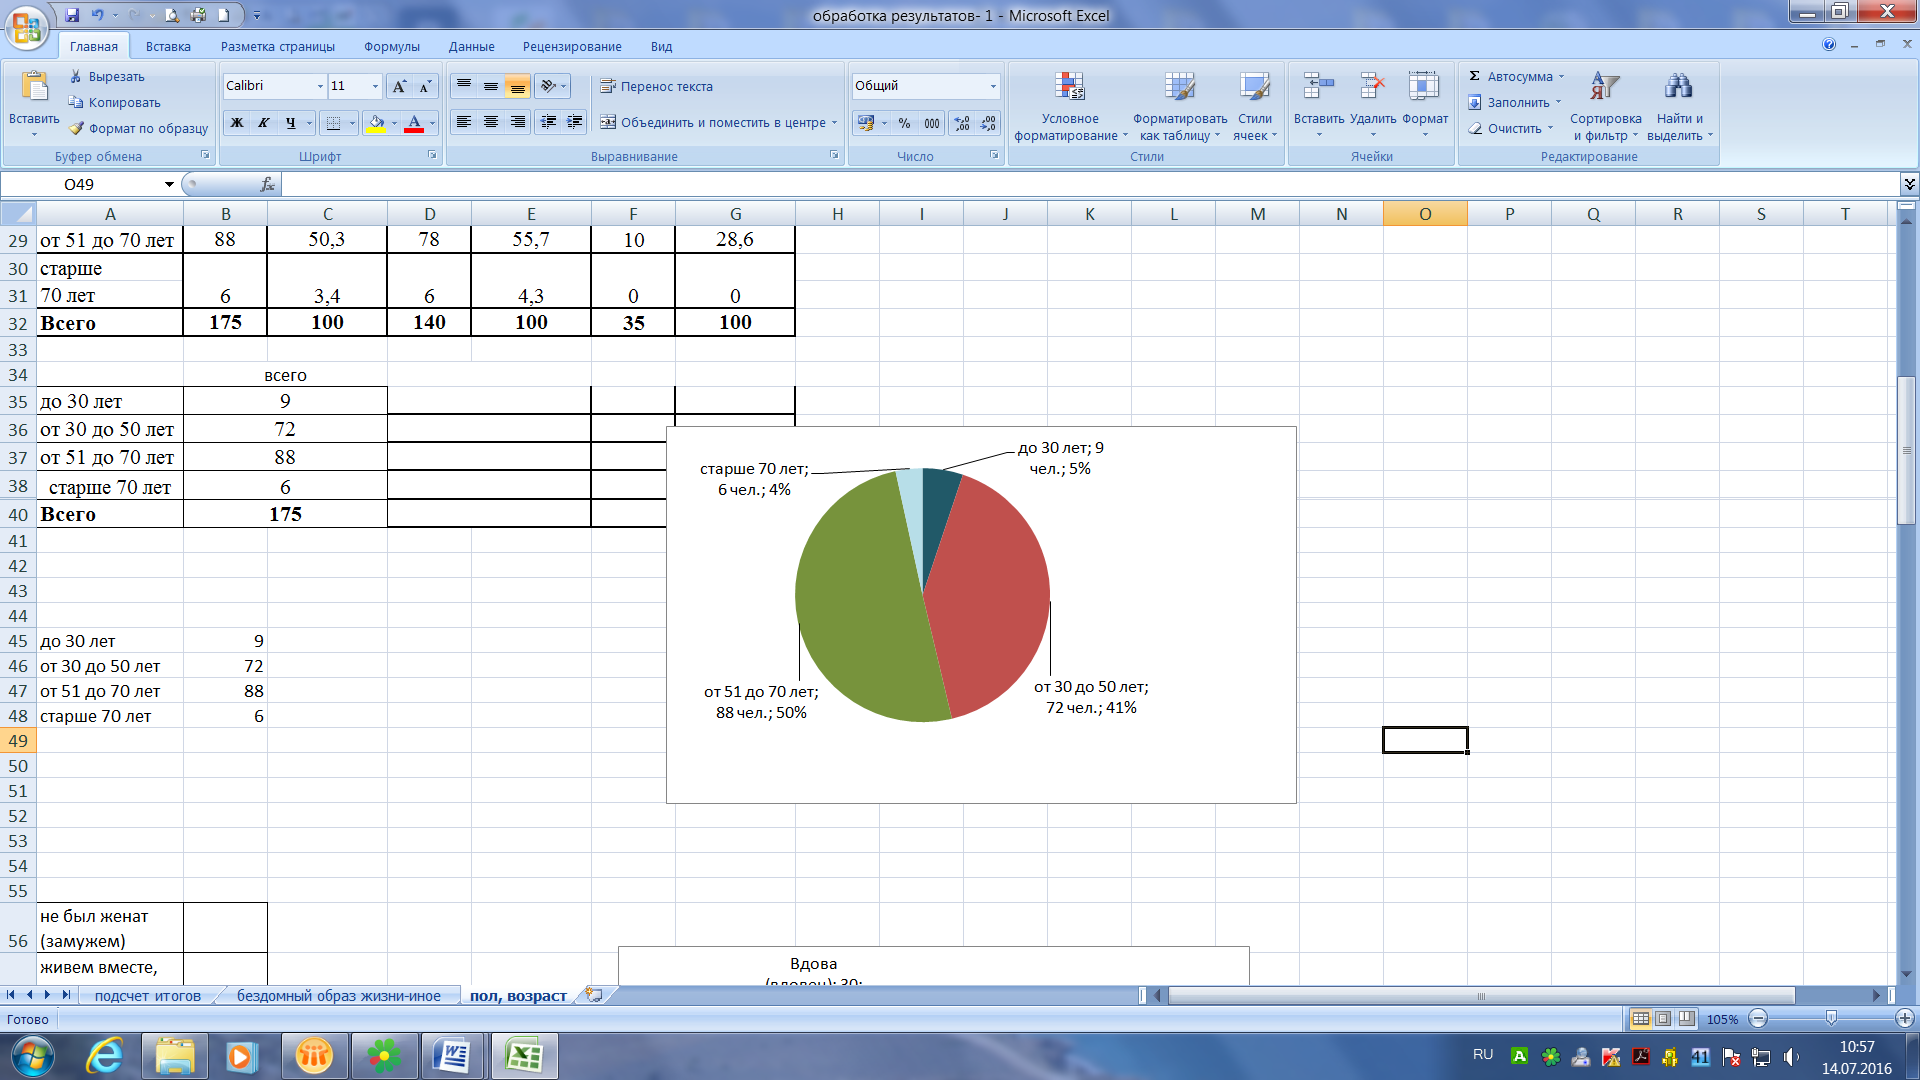 обработка результатов- 1 - Microsoft Excel
Главная Вставка Разметка страницы Формулы Данные Рецензирование Вид
Вставить
Вырезать
Копировать
Формат по образцу
Буфер обмена
Calibri 11
Ж К Ч
Шрифт
Перенос текста
Объединить и поместить в центре
Выравнивание
Общий
% 000
Число
Условное форматирование
Форматировать как таблицу
Стили ячеек
Стили
Вставить Удалить Формат
Ячейки
Σ Автосумма
Заполнить
Очистить
Сортировка и фильтр
Найти и выделить
Редактирование
O49 fx
A B C D E F G H I J K L M N O P Q R S T
29 от 51 до 70 лет 88 50,3 78 55,7 10 28,6
30 старше
31 70 лет 6 3,4 6 4,3 0 0
32 Всего 175 100 140 100 35 100
33
34 всего
35 до 30 лет 9
36 от 30 до 50 лет 72
37 от 51 до 70 лет 88
38 старше 70 лет 6
40 Всего 175
41
42
43
44
45 до 30 лет 9
46 от 30 до 50 лет 72
47 от 51 до 70 лет 88
48 старше 70 лет 6
49
50
51
52
53
54
55
не был женат
56 (замужем)
живем вместе,
до 30 лет; 9
чел.; 5%
старше 70 лет;
6 чел.; 4%
от 51 до 70 лет;
88 чел.; 50%
от 30 до 50 лет;
72 чел.; 41%
Вдова
(вдовец); 30;
подсчет итогов бездомный образ жизни-иное пол, возраст
Готово 105%
RU 41 10:57
14.07.2016